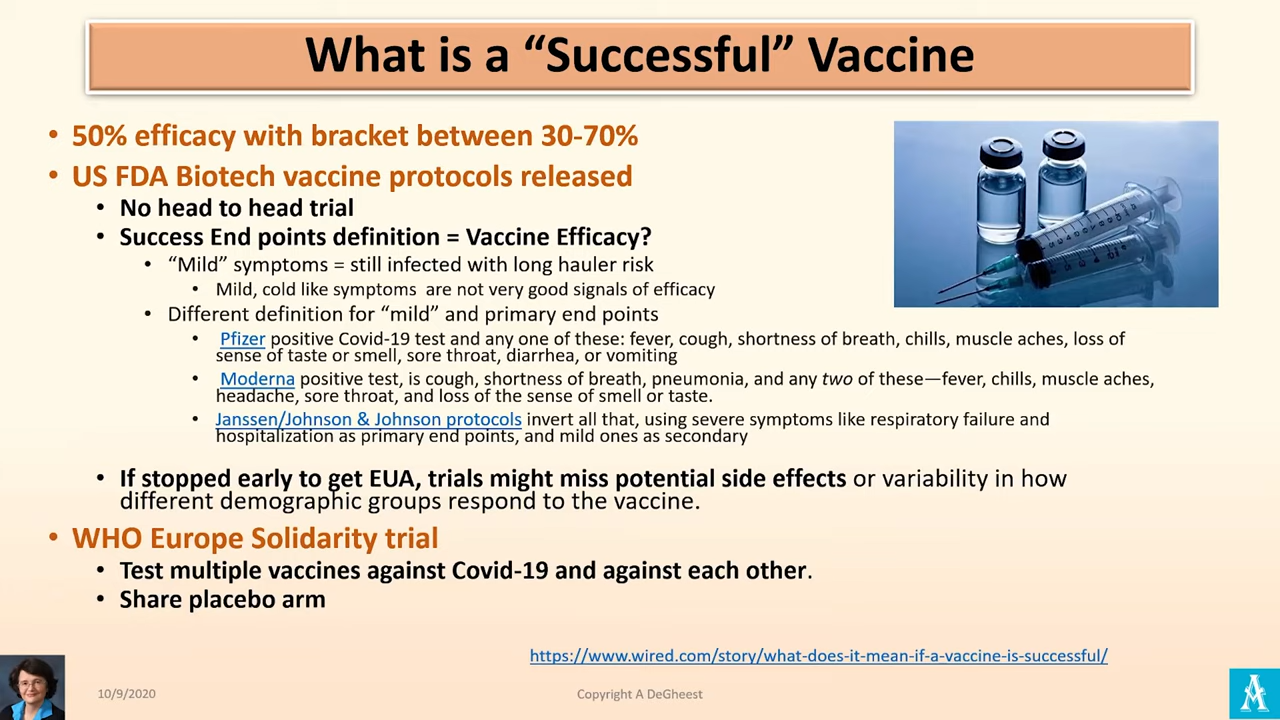 What is a “Successful” Vaccine
• 50% efficacy with bracket between 30-70%
• US FDA Biotech vaccine protocols released
• No head to head trial
• Success End points definition = Vaccine Efficacy?
• “Mild” symptoms = still infected with long hauler risk
• Mild, cold like symptoms are not very good signals of efficacy
• Different definition for “mild” and primary end points
• Pfizer positive Covid-19 test and any one of these: fever, cough, shortness of breath, chills, muscle aches, loss of
sense of taste or smell, sore throat, diarrhea, or vomiting
• Moderna positive test, is cough, shortness of breath, pneumonia, and any two of these—fever, chills, muscle aches,
headache, sore throat, and loss of the sense of smell or taste.
• Janssen/Johnson & Johnson protocols invert all that, using severe symptoms like respiratory failure and
hospitalization as primary end points, and mild ones as secondary
• If stopped early to get EUA, trials might miss potential side effects or variability in how
different demographic groups respond to the vaccine.
• WHO Europe Solidarity trial
• Test multiple vaccines against Covid-19 and against each other.
• Share placebo arm
https://www.wired.com/story/what-does-it-mean-if-a-vaccine-is-successful/
10/9/2020
Copyright A DeGheest
A